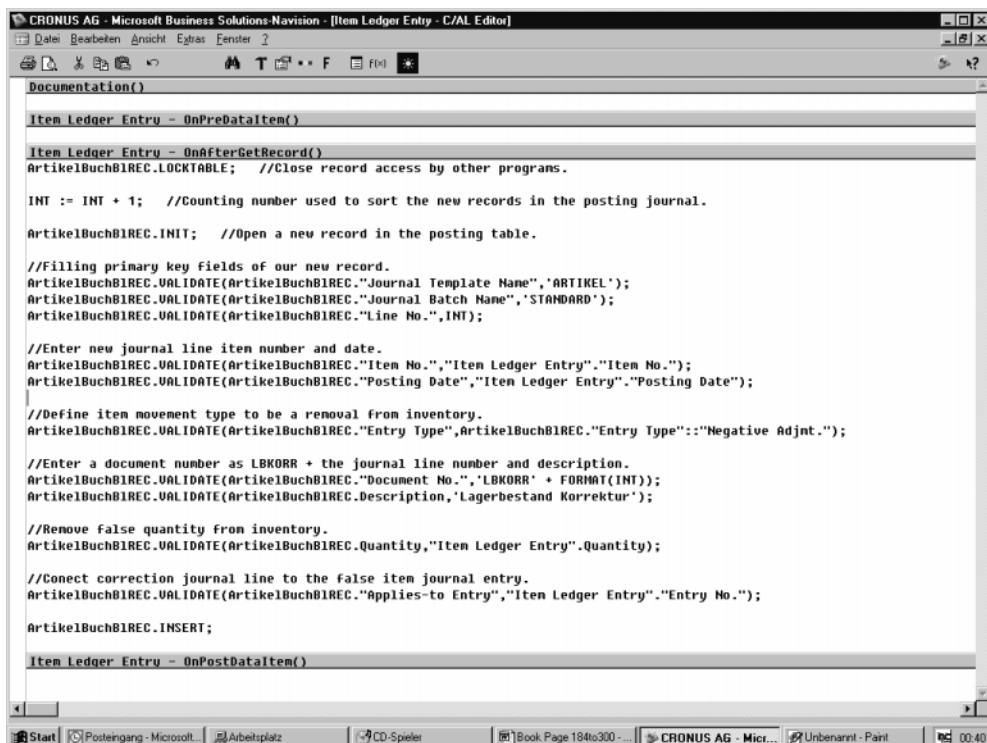 CRONUS AG - Microsoft Business Solutions-Navision - [Item Ledger Entry - C/AL Editor]
Datei Bearbeiten Ansicht Extras Fenster ?
Documentation()
Item Ledger Entry - OnPreDataItem()
Item Ledger Entry - OnAfterGetRecord()
ArtikelBuchBlREC.LOCKTABLE; //Close record access by other programs.
INT := INT + 1; //Counting number used to sort the new records in the posting journal.
ArtikelBuchBlREC.INIT; //Open a new record in the posting table.
//Filling primary key fields of our new record.
ArtikelBuchBlREC.VALIDATE(ArtikelBuchBlREC."Journal Template Name",'ARTIKEL');
ArtikelBuchBlREC.VALIDATE(ArtikelBuchBlREC."Journal Batch Name",'STANDARD');
ArtikelBuchBlREC.VALIDATE(ArtikelBuchBlREC."Line No.",INT);
//Enter new journal line item number and date.
ArtikelBuchBlREC.VALIDATE(ArtikelBuchBlREC."Item No.","Item Ledger Entry"."Item No.");
ArtikelBuchBlREC.VALIDATE(ArtikelBuchBlREC."Posting Date","Item Ledger Entry"."Posting Date");
//Define item movement type to be a removal from inventory.
ArtikelBuchBlREC.VALIDATE(ArtikelBuchBlREC."Entry Type",ArtikelBuchBlREC."Entry Type"::"Negative Adjmt.");
//Enter a document number as LBKORR + the journal line number and description.
ArtikelBuchBlREC.VALIDATE(ArtikelBuchBlREC."Document No.",'LBKORR' + FORMAT(INT));
ArtikelBuchBlREC.VALIDATE(ArtikelBuchBlREC.Description,'Lagerbestand Korrektur');
//Remove false quantity from inventory.
ArtikelBuchBlREC.VALIDATE(ArtikelBuchBlREC.Quantity,"Item Ledger Entry".Quantity);
//Conect correction journal line to the false item journal entry.
ArtikelBuchBlREC.VALIDATE(ArtikelBuchBlREC."Applies-to Entry","Item Ledger Entry"."Entry No.");
ArtikelBuchBlREC.INSERT;
Item Ledger Entry - OnPostDataItem()
Start Posteingang - Microsoft... Arbeitsplatz CD-Spieler Book Page 184to300 - ... CRONUS AG - Micr... Unbenannt - Paint 00:40